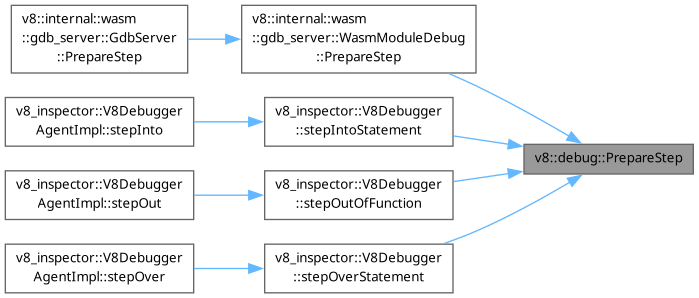 v8::internal::wasm
::gdb_server::GdbServer
::PrepareStep
v8::internal::wasm
::gdb_server::WasmModuleDebug
::PrepareStep
v8_inspector::V8Debugger
AgentImpl::stepInto
v8_inspector::V8Debugger
::stepIntoStatement
v8::debug::PrepareStep
v8_inspector::V8Debugger
AgentImpl::stepOut
v8_inspector::V8Debugger
::stepOutOfFunction
v8_inspector::V8Debugger
AgentImpl::stepOver
v8_inspector::V8Debugger
::stepOverStatement